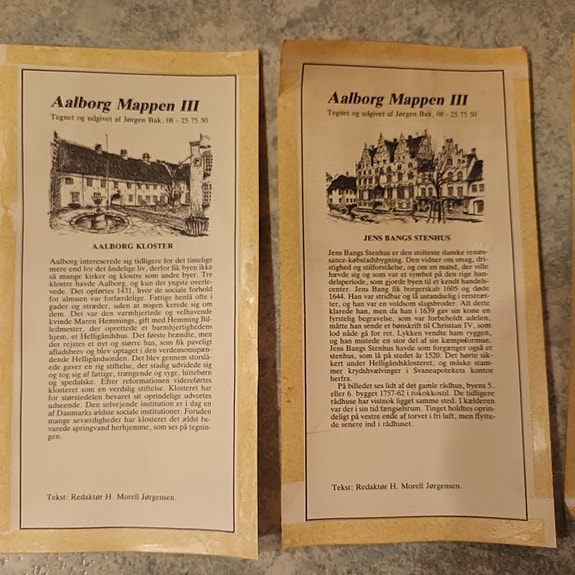 Aalborg Mappen III
Tegnet og udgivet af Jørgen Bak, 08 - 25 75 50
AALBORG KLOSTER
Aalborg intereserede sig tidligere for det timelige
mere end for det åndelige liv, derfor fik byen ikke
så mange kirker og klostre som andre byer. Tre
klostre havde Aalborg, og kun det yngste overle-
vede. Det opførtes 1431, hvor de sociale forhold
for almuen var forfærdelige. Fattige henlå ofte i
gader og stræder, uden at nogen kerede sig om
dem. Det var den varmhjertede og velhavende
kvinde Maren Hemmings, gift med Hemming Bil-
ledmester, der oprettede et barmhjertighedens
hjem, et Helligåndshus. Det første brændte, men
der rejstes et nyt og større hus, som fik paveligt
afladsbrev og blev optaget i den verdensomspæn-
dende Helligåndsorden. Det blev gennem storslå-
ede gaver en rig stiftelse, der stadig udvidede sig
og tog sig af fattige, trængende og syge, hittebørn
og spedalske. Efter reformationen videreførtes
klosteret som en verdslig stiftelse. Klosteret har
for størstedelen bevaret sit oprindelige udvortes
udseende. Den selvejende institution er i dag en
af Danmarks ældste sociale institutioner. Foruden
mange seværdigheder har klosteret det ældst be-
varede springvand herhjemme, som ses på tegnin-
gen.
Tekst: Redaktør H. Morell Jørgensen.
Aalborg Mappen III
Tegnet og udgivet af Jørgen Bak, 08 - 25 75 50
JENS BANGS STENHUS
Jens Bangs Stenhus er den stolteste danske renæs-
sance-købstadsbygning. Den vidner om smag, dri-
stighed og stilforståelse, og om en mand, der ville
hævde sig og som var et symbol på den rige han-
delsperiode, som gjorde byen til et kendt handels-
center. Jens Bang fik borgerskab 1605 og døde
1644. Han var stridbar og lå ustandselig i retstræt-
ter, og han var en voldsom slagsbroder. Alt dette
klarede han, men da han i 1639 gav sin kone en
fyrstelig begravelse, som var forbeholdt adelen,
måtte han sende et bønskrift til Christian IV, som
lod nåde gå for ret. Lykken vendte ham ryggen,
og han mistede en stor del af sin kæmpeformue.
Jens Bangs Stenhus havde som forgænger også et
stenhus, som lå på stedet år 1520. Det hørte sik-
kert under Helligåndsklosteret, og måske stam-
mer krydshvælvinger i Svaneapotekets kontor
herfra.
På billedet ses lidt af det gamle rådhus, byens 5.
eller 6. bygget 1757-62 i rokokkostil. De tidligere
rådhuse har vistnok ligget samme sted. I kælderen
var der i sin tid fængsebrum. Tinget holdtes oprin-
deligt på vestre ende af torvet i fri luft, men flytte-
de senere ind i rådhuset.
Tekst: Redaktør H. Morell Jørgensen.